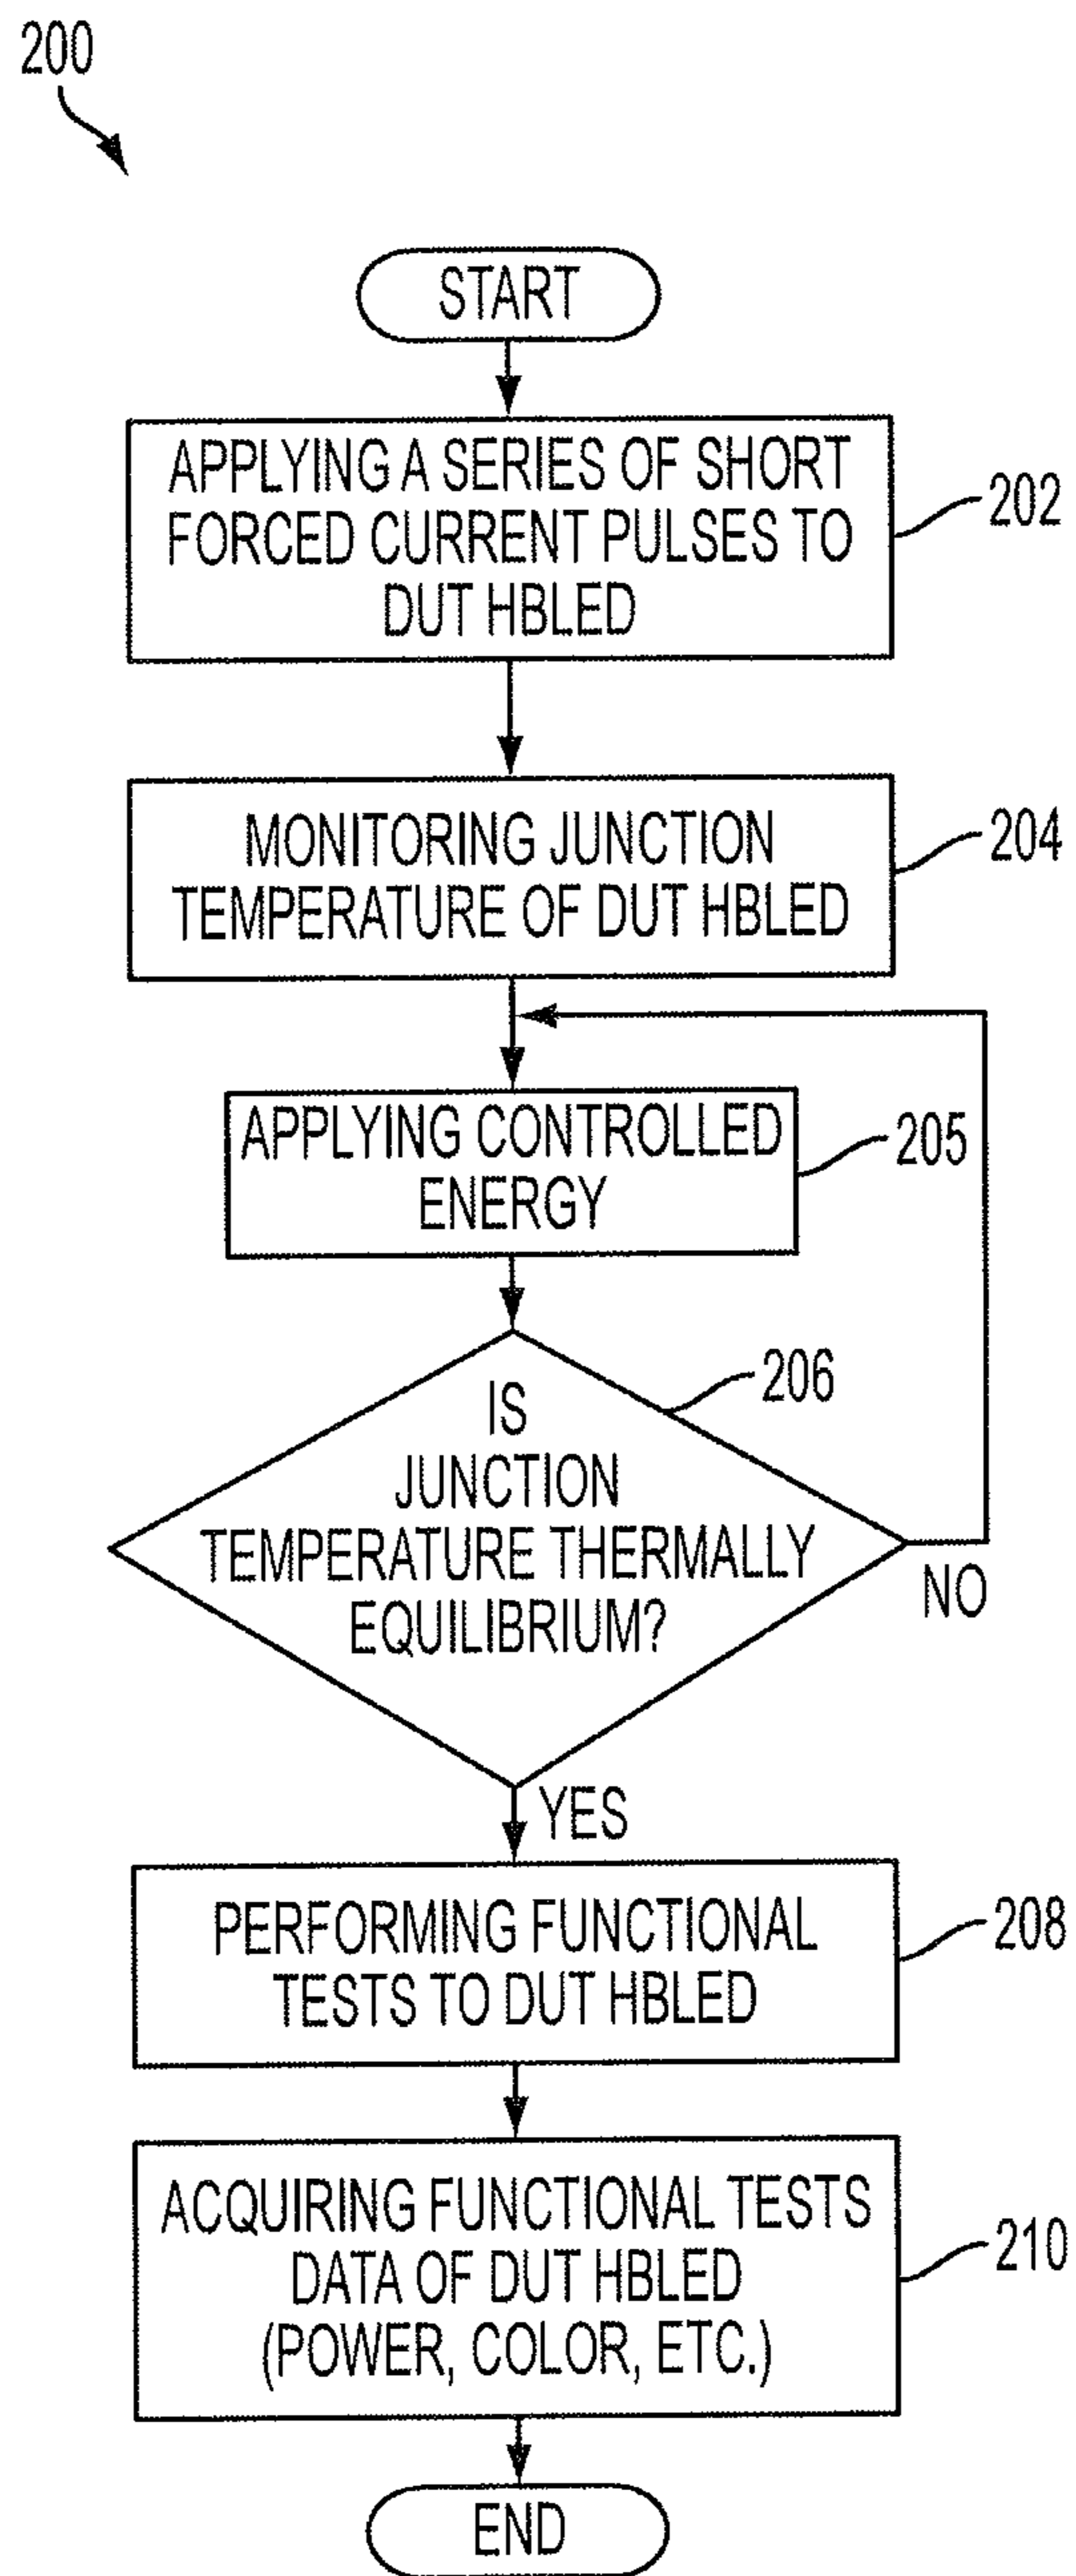 200
START
APPLYING A SERIES OF SHORT
FORCED CURRENT PULSES TO
DUT HBLED
202
MONITORING JUNCTION
TEMPERATURE OF DUT HBLED
204
APPLYING CONTROLLED
ENERGY
205
IS
JUNCTION
TEMPERATURE THERMALLY
EQUILIBRIUM?
206
NO
YES
PERFORMING FUNCTIONAL
TESTS TO DUT HBLED
208
ACQUIRING FUNCTIONAL TESTS
DATA OF DUT HBLED
(POWER, COLOR, ETC.)
210
END